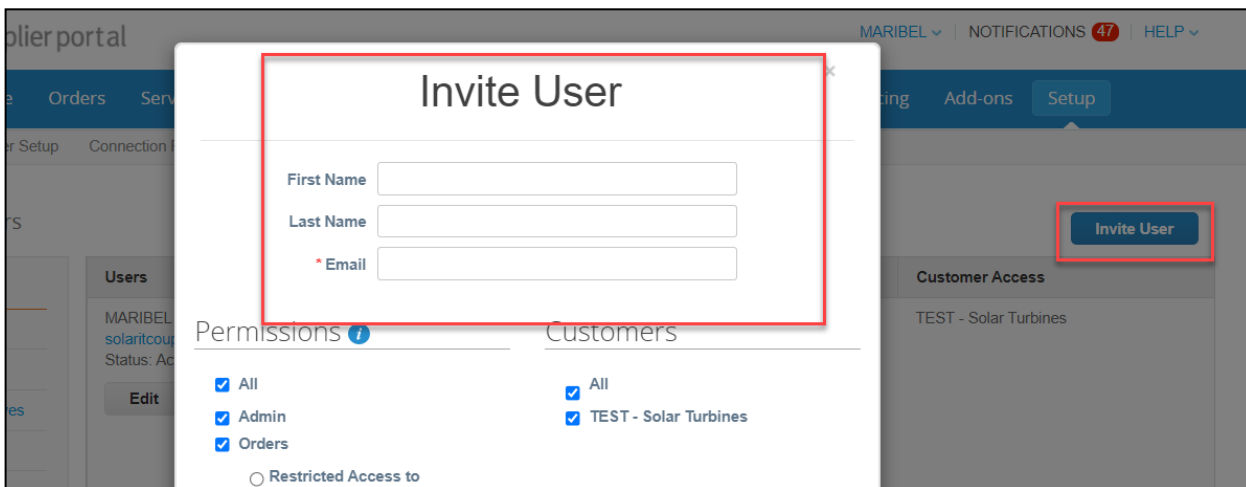 plier portal
MARIBEL
NOTIFICATIONS 47
HELP
Orders
Setup
Add-ons
Setup
Connection
Invite User
First Name
Last Name
* Email
Invite User
Users
Customer Access
MARIBEL
solaritcoup
Status: Ac
TEST - Solar Turbines
Edit
Permissions i
Customers
All
All
Admin
TEST - Solar Turbines
Orders
Restricted Access to